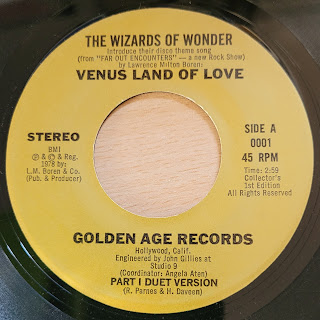 THE WIZARDS OF WONDER
Introduce their disco theme song
(from "FAR OUT ENCOUNTERS" — a new Rock Show)
by Lawrence Milton Boren:
VENUS LAND OF LOVE
STEREO
BMI
℗ & © & Reg.
1978 by:
L.M. Boren & Co.
(Pub. & Producer)
SIDE A
0001
45 RPM
Time: 2:59
Collector's
1st Edition
All Rights Reserved
GOLDEN AGE RECORDS
Hollywood, Calif.
Engineered by John Gillies at
Studio 9
(Coordinator: Angela Aten)
PART I DUET VERSION
(R. Parnes & H. Daveen)